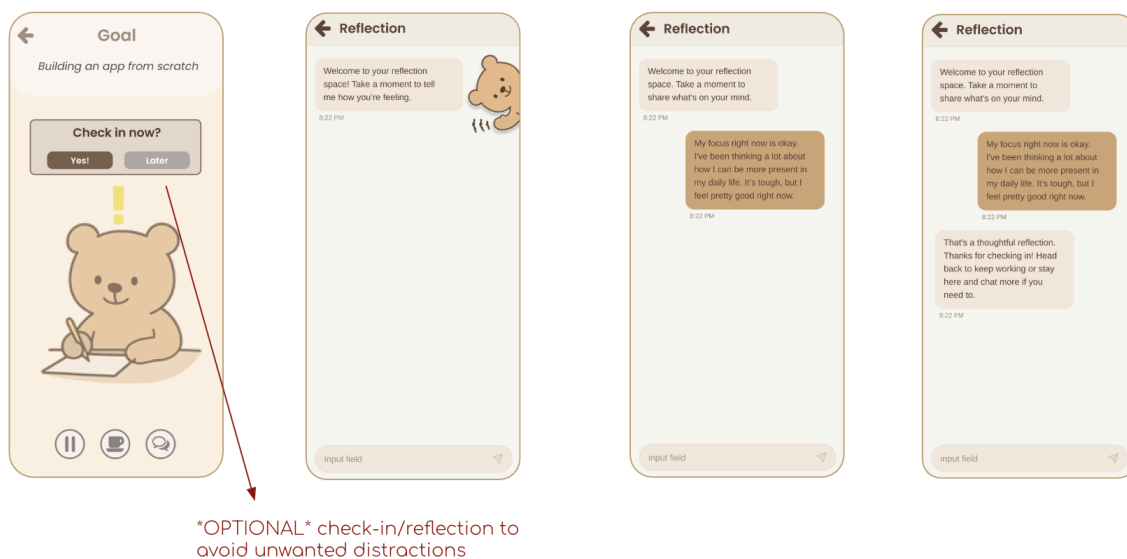 Goal
Building an app from scratch
Check in now?
Yes!
Later
Reflection
Welcome to your reflection
space! Take a moment to tell
me how you're feeling.
8:22 PM
Input field
Reflection
Welcome to your reflection
space. Take a moment to
share what's on your mind.
8:22 PM
My focus right now is okay.
I've been thinking a lot about
how I can be more present in
my daily life. It's tough, but I
feel pretty good right now.
8:22 PM
input field
Reflection
Welcome to your reflection
space. Take a moment to
share what's on your mind.
8:22 PM
My focus right now is okay.
I've been thinking a lot about
how I can be more present in
my daily life. It's tough, but I
feel pretty good right now.
8:22 PM
That's a thoughtful reflection.
Thanks for checking in! Head
back to keep working or stay
here and chat more if you
need to.
8:22 PM
input field
*OPTIONAL* check-in/reflection to
avoid unwanted distractions